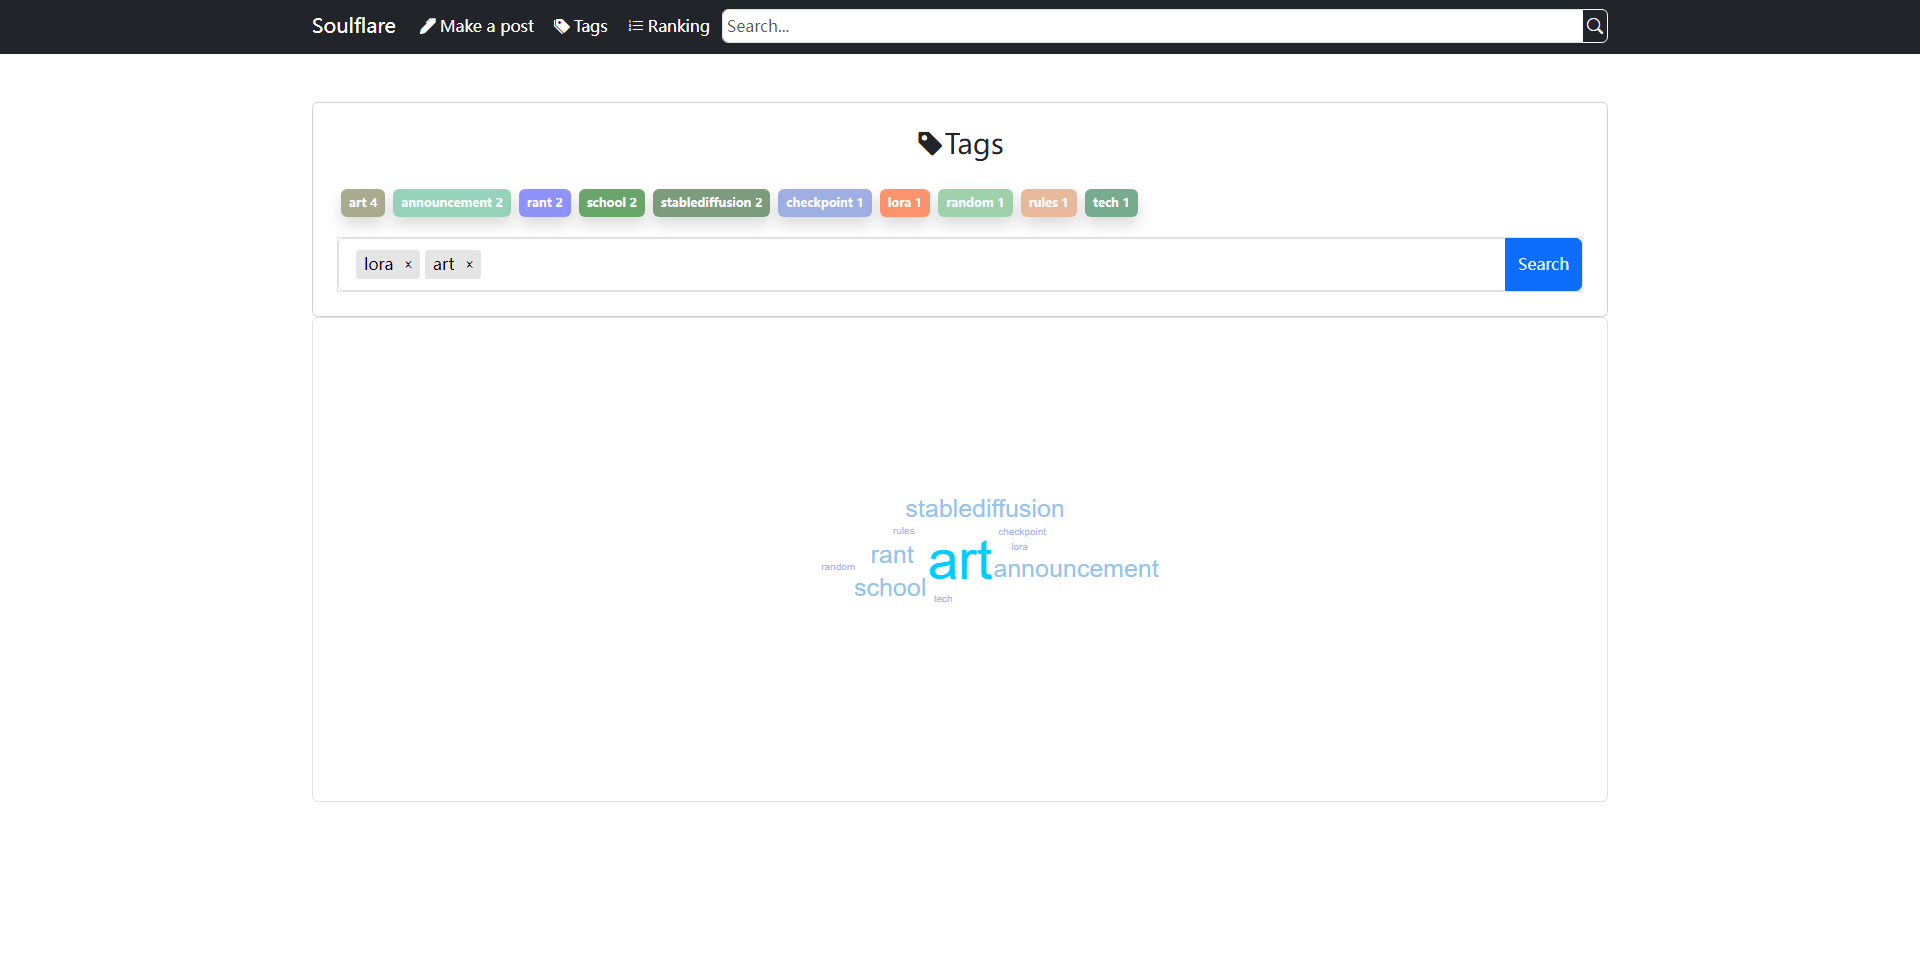 Soulflare Make a post Tags Ranking Search...
Tags
art 4 announcement 2 rant 2 school 2 stablediffusion 2 checkpoint 1 lora 1 random 1 rules 1 tech 1
lora × art × Search
stablediffusion
rules checkpoint
lora
rant art
random announcement
school
tech